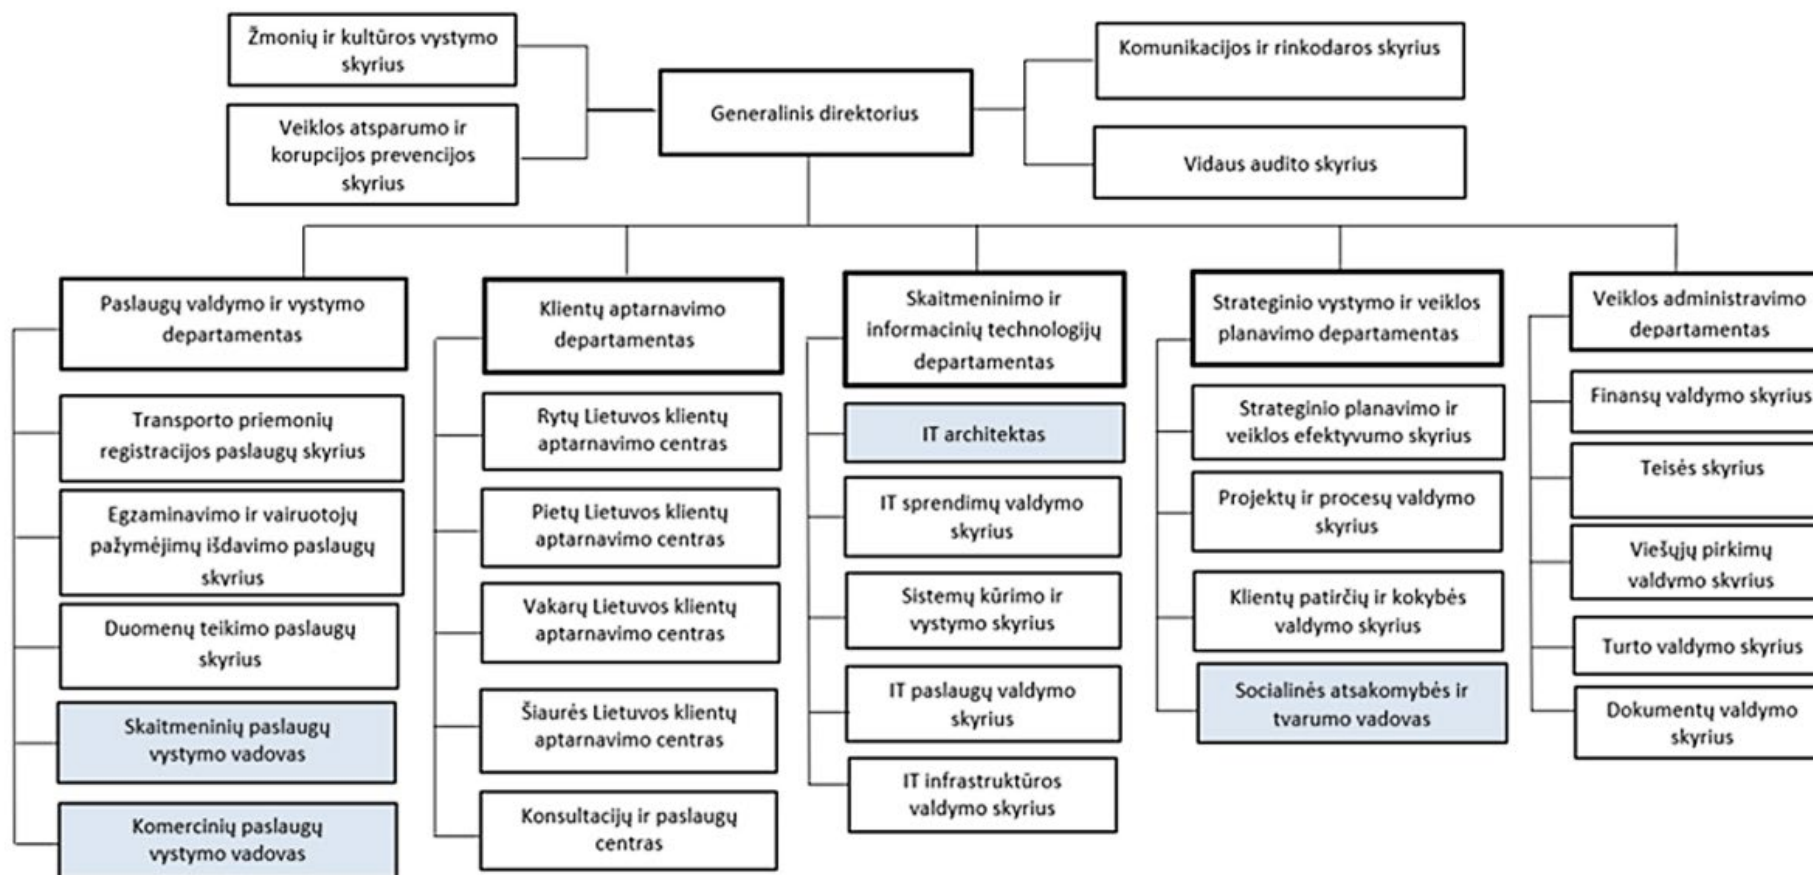 Žmonių ir kultūros vystymo
skyrius
Komunikacijos ir rinkodaros skyrius
Generalinis direktorius
Veiklos atsparumo ir
korupcijos prevencijos
skyrius
Vidaus audito skyrius
Paslaugų valdymo ir vystymo
departamentas
Transporto priemonių
registracijos paslaugų skyrius
Egzaminavimo ir vairuotojų
pažymėjimų išdavimo paslaugų
skyrius
Duomenų teikimo paslaugų
skyrius
Skaitmeninių paslaugų
vystymo vadovas
Komercinių paslaugų
vystymo vadovas
Klientų aptarnavimo
departamentas
Rytų Lietuvos klientų
aptarnavimo centras
Pietų Lietuvos klientų
aptarnavimo centras
Vakarų Lietuvos klientų
aptarnavimo centras
Šiaurės Lietuvos klientų
aptarnavimo centras
Konsultacijų ir paslaugų
centras
Skaitmeninimo ir
informacinių technologijų
departamentas
IT architektas
IT sprendimų valdymo
skyrius
Sistemų kūrimo ir
vystymo skyrius
IT paslaugų valdymo
skyrius
IT infrastruktūros
valdymo skyrius
Strateginio vystymo ir veiklos
planavimo departamentas
Strateginio planavimo ir
veiklos efektyvumo skyrius
Projektų ir procesų valdymo
skyrius
Klientų patirčių ir kokybės
valdymo skyrius
Socialinės atsakomybės ir
tvarumo vadovas
Veiklos administravimo
departamentas
Finansų valdymo skyrius
Teisės skyrius
Viešųjų pirkimų
valdymo skyrius
Turto valdymo skyrius
Dokumentų valdymo
skyrius